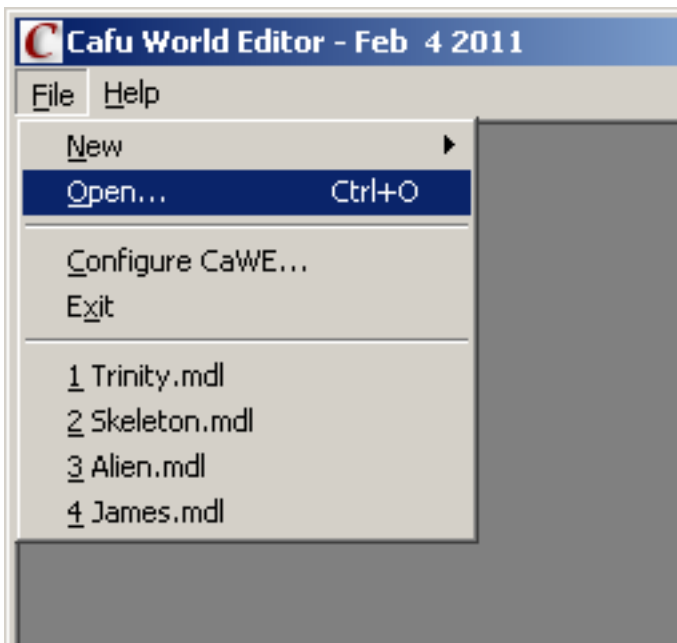 Cafu World Editor - Feb  4 2011
File Help
New
Open... Ctrl+O
Configure CaWE...
Exit
1 Trinity.mdl
2 Skeleton.mdl
3 Alien.mdl
4 James.mdl